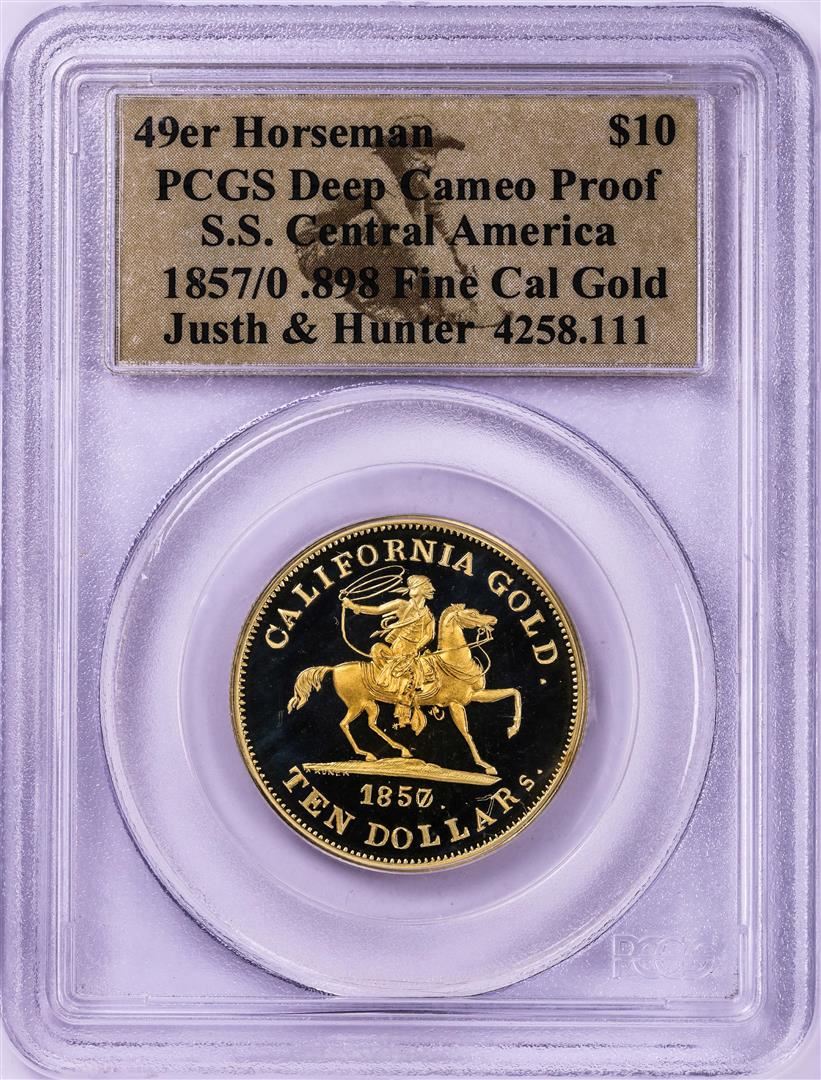 49er Horseman $10
PCGS Deep Cameo Proof
S.S. Central America
1857/0 .898 Fine Cal Gold
Justh & Hunter 4258.111
CALIFORNIA GOLD.
1857.
TEN DOLLARS.
PCGS